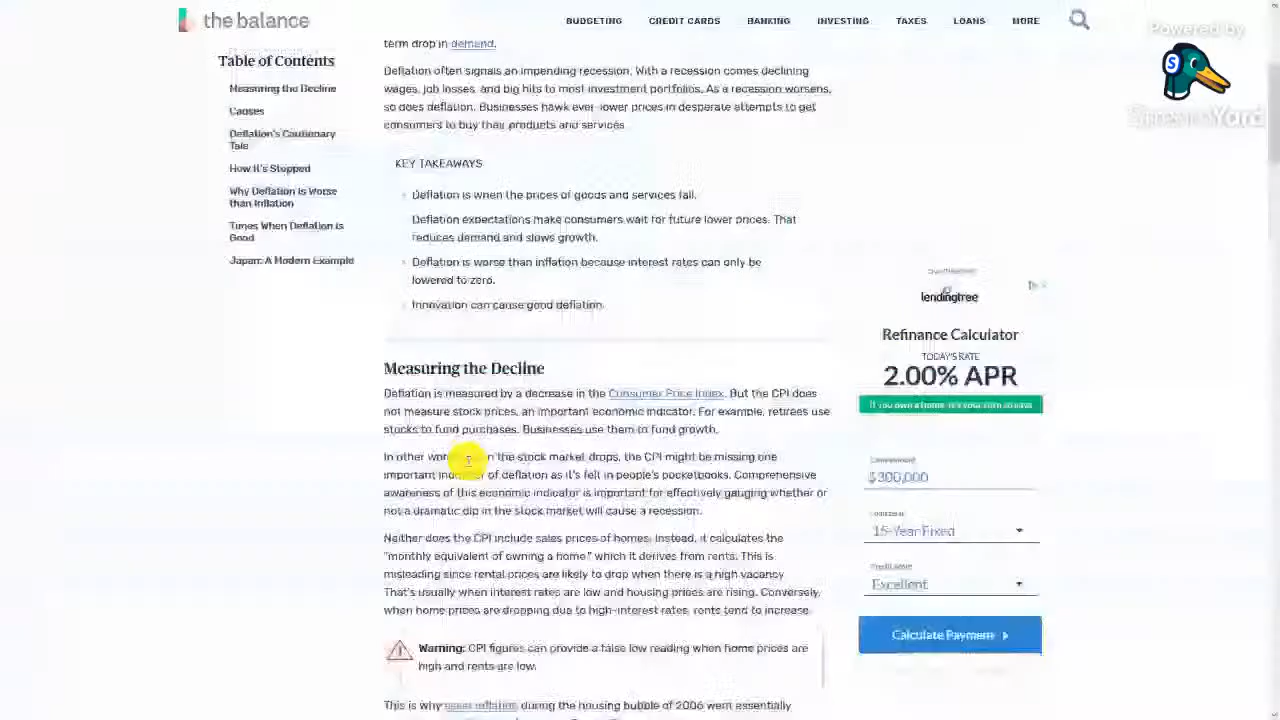 the balance
BUDGETING CREDIT CARDS BANKING INVESTING TAXES LOANS MORE
Powered by
StreamYard
Table of Contents
Measuring the Decline
Causes
Deflation's Cautionary
Tale
How It's Stopped
Why Deflation Is Worse
than Inflation
Times When Deflation Is
Good
Japan: A Modern Example
term drop in demand.
Deflation often signals an impending recession. With a recession comes declining
wages, job losses, and big hits to most investment portfolios. As a recession worsens,
so does deflation. Businesses hawk ever-lower prices in desperate attempts to get
consumers to buy their products and services.
KEY TAKEAWAYS
Deflation is when the prices of goods and services fall.
Deflation expectations make consumers wait for future lower prices. That
reduces demand and slows growth.
Deflation is worse than inflation because interest rates can only be
lowered to zero.
Innovation can cause good deflation.
Measuring the Decline
Deflation is measured by a decrease in the Consumer Price Index. But the CPI does
not measure stock prices, an important economic indicator. For example, retirees use
stocks to fund purchases. Businesses use them to fund growth.
In other wor n the stock market drops, the CPI might be missing one
important ind of deflation as it's felt in people's pocketbooks. Comprehensive
awareness of this economic indicator is important for effectively gauging whether or
not a dramatic dip in the stock market will cause a recession.
Neither does the CPI include sales prices of homes. Instead, it calculates the
"monthly equivalent of owning a home," which it derives from rents. This is
misleading since rental prices are likely to drop when there is a high vacancy
That's usually when interest rates are low and housing prices are rising. Conversely,
when home prices are dropping due to high-interest rates, rents tend to increase
Warning: CPI figures can provide a false low reading when home prices are
high and rents are low.
This is why asset inflation during the housing bubble of 2006 went essentially
lendingtree
Refinance Calculator
TODAY'S RATE
2.00% APR
$300,000
15-Year Fixed
Excellent
Calculate Payment